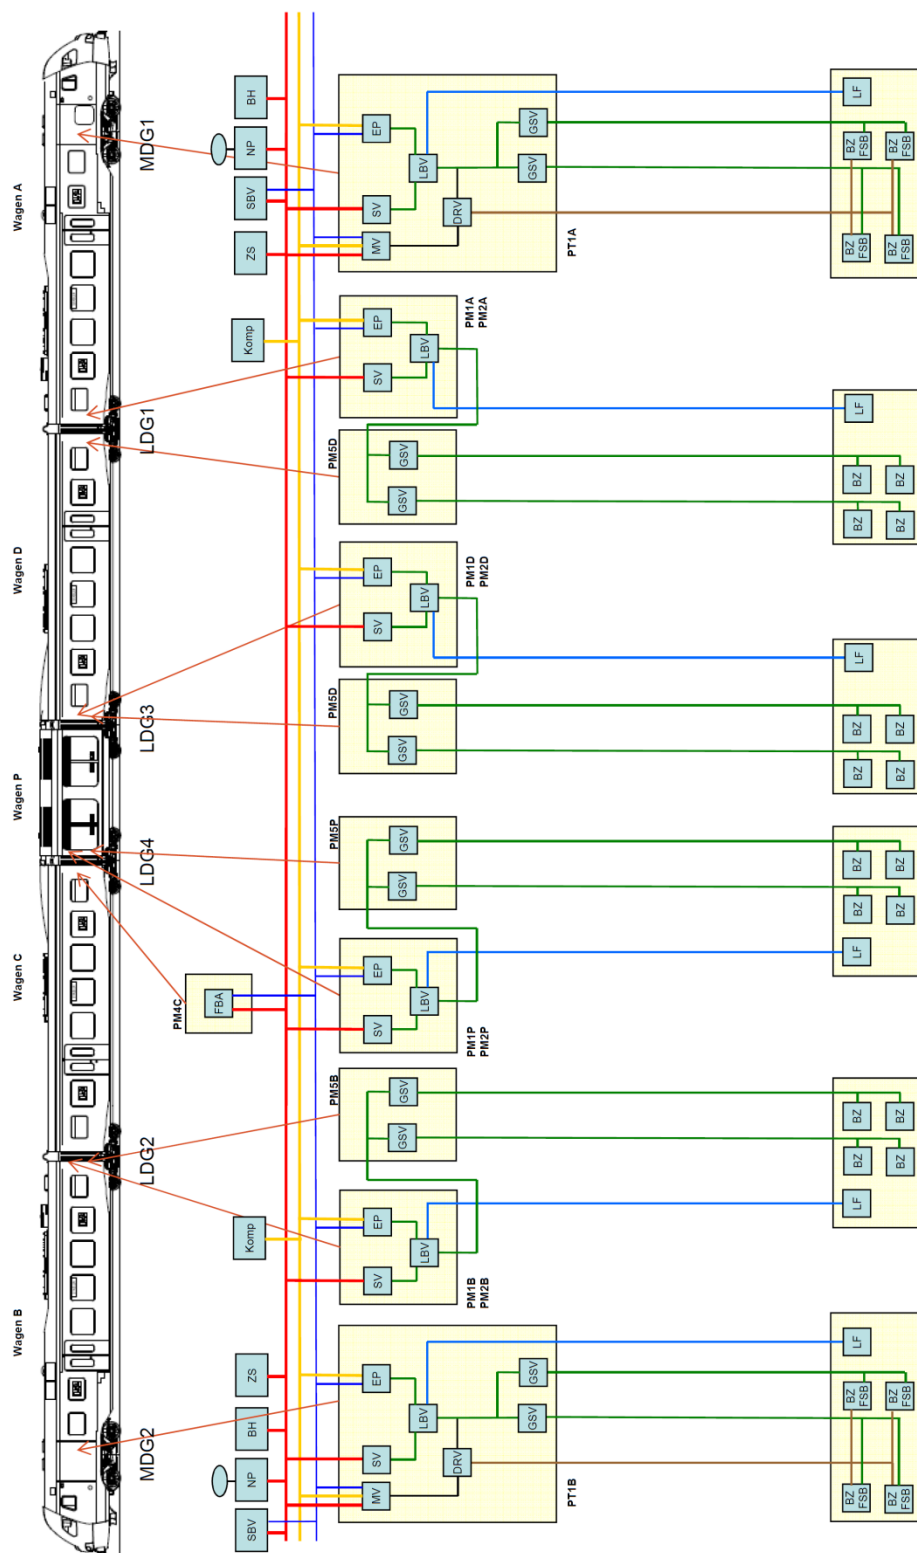 Wagen B
Wagen C
Wagen P
Wagen D
Wagen A
MDG2
LDG2
LDG4
LDG3
LDG1
MDG1
PM4C
FBA
SBV
NP
BH
ZS
Komp
Komp
ZS
SBV
NP
BH
MV
SV
EP
LBV
DRV
GSV
GSV
PT1B
SV
EP
LBV
PM1B
PM2B
PM5B
GSV
GSV
SV
EP
LBV
PM1P
PM2P
PM5P
GSV
GSV
PM5D
GSV
GSV
SV
EP
LBV
PM1D
PM2D
PM5D
GSV
GSV
SV
EP
LBV
PM1A
PM2A
MV
SV
EP
LBV
DRV
GSV
GSV
PT1A
BZ
FSB
BZ
FSB
BZ
FSB
BZ
FSB
LF
LF
BZ
BZ
BZ
BZ
LF
BZ
BZ
BZ
BZ
BZ
BZ
BZ
BZ
LF
BZ
BZ
BZ
BZ
LF
BZ
FSB
BZ
FSB
BZ
FSB
BZ
FSB
LF